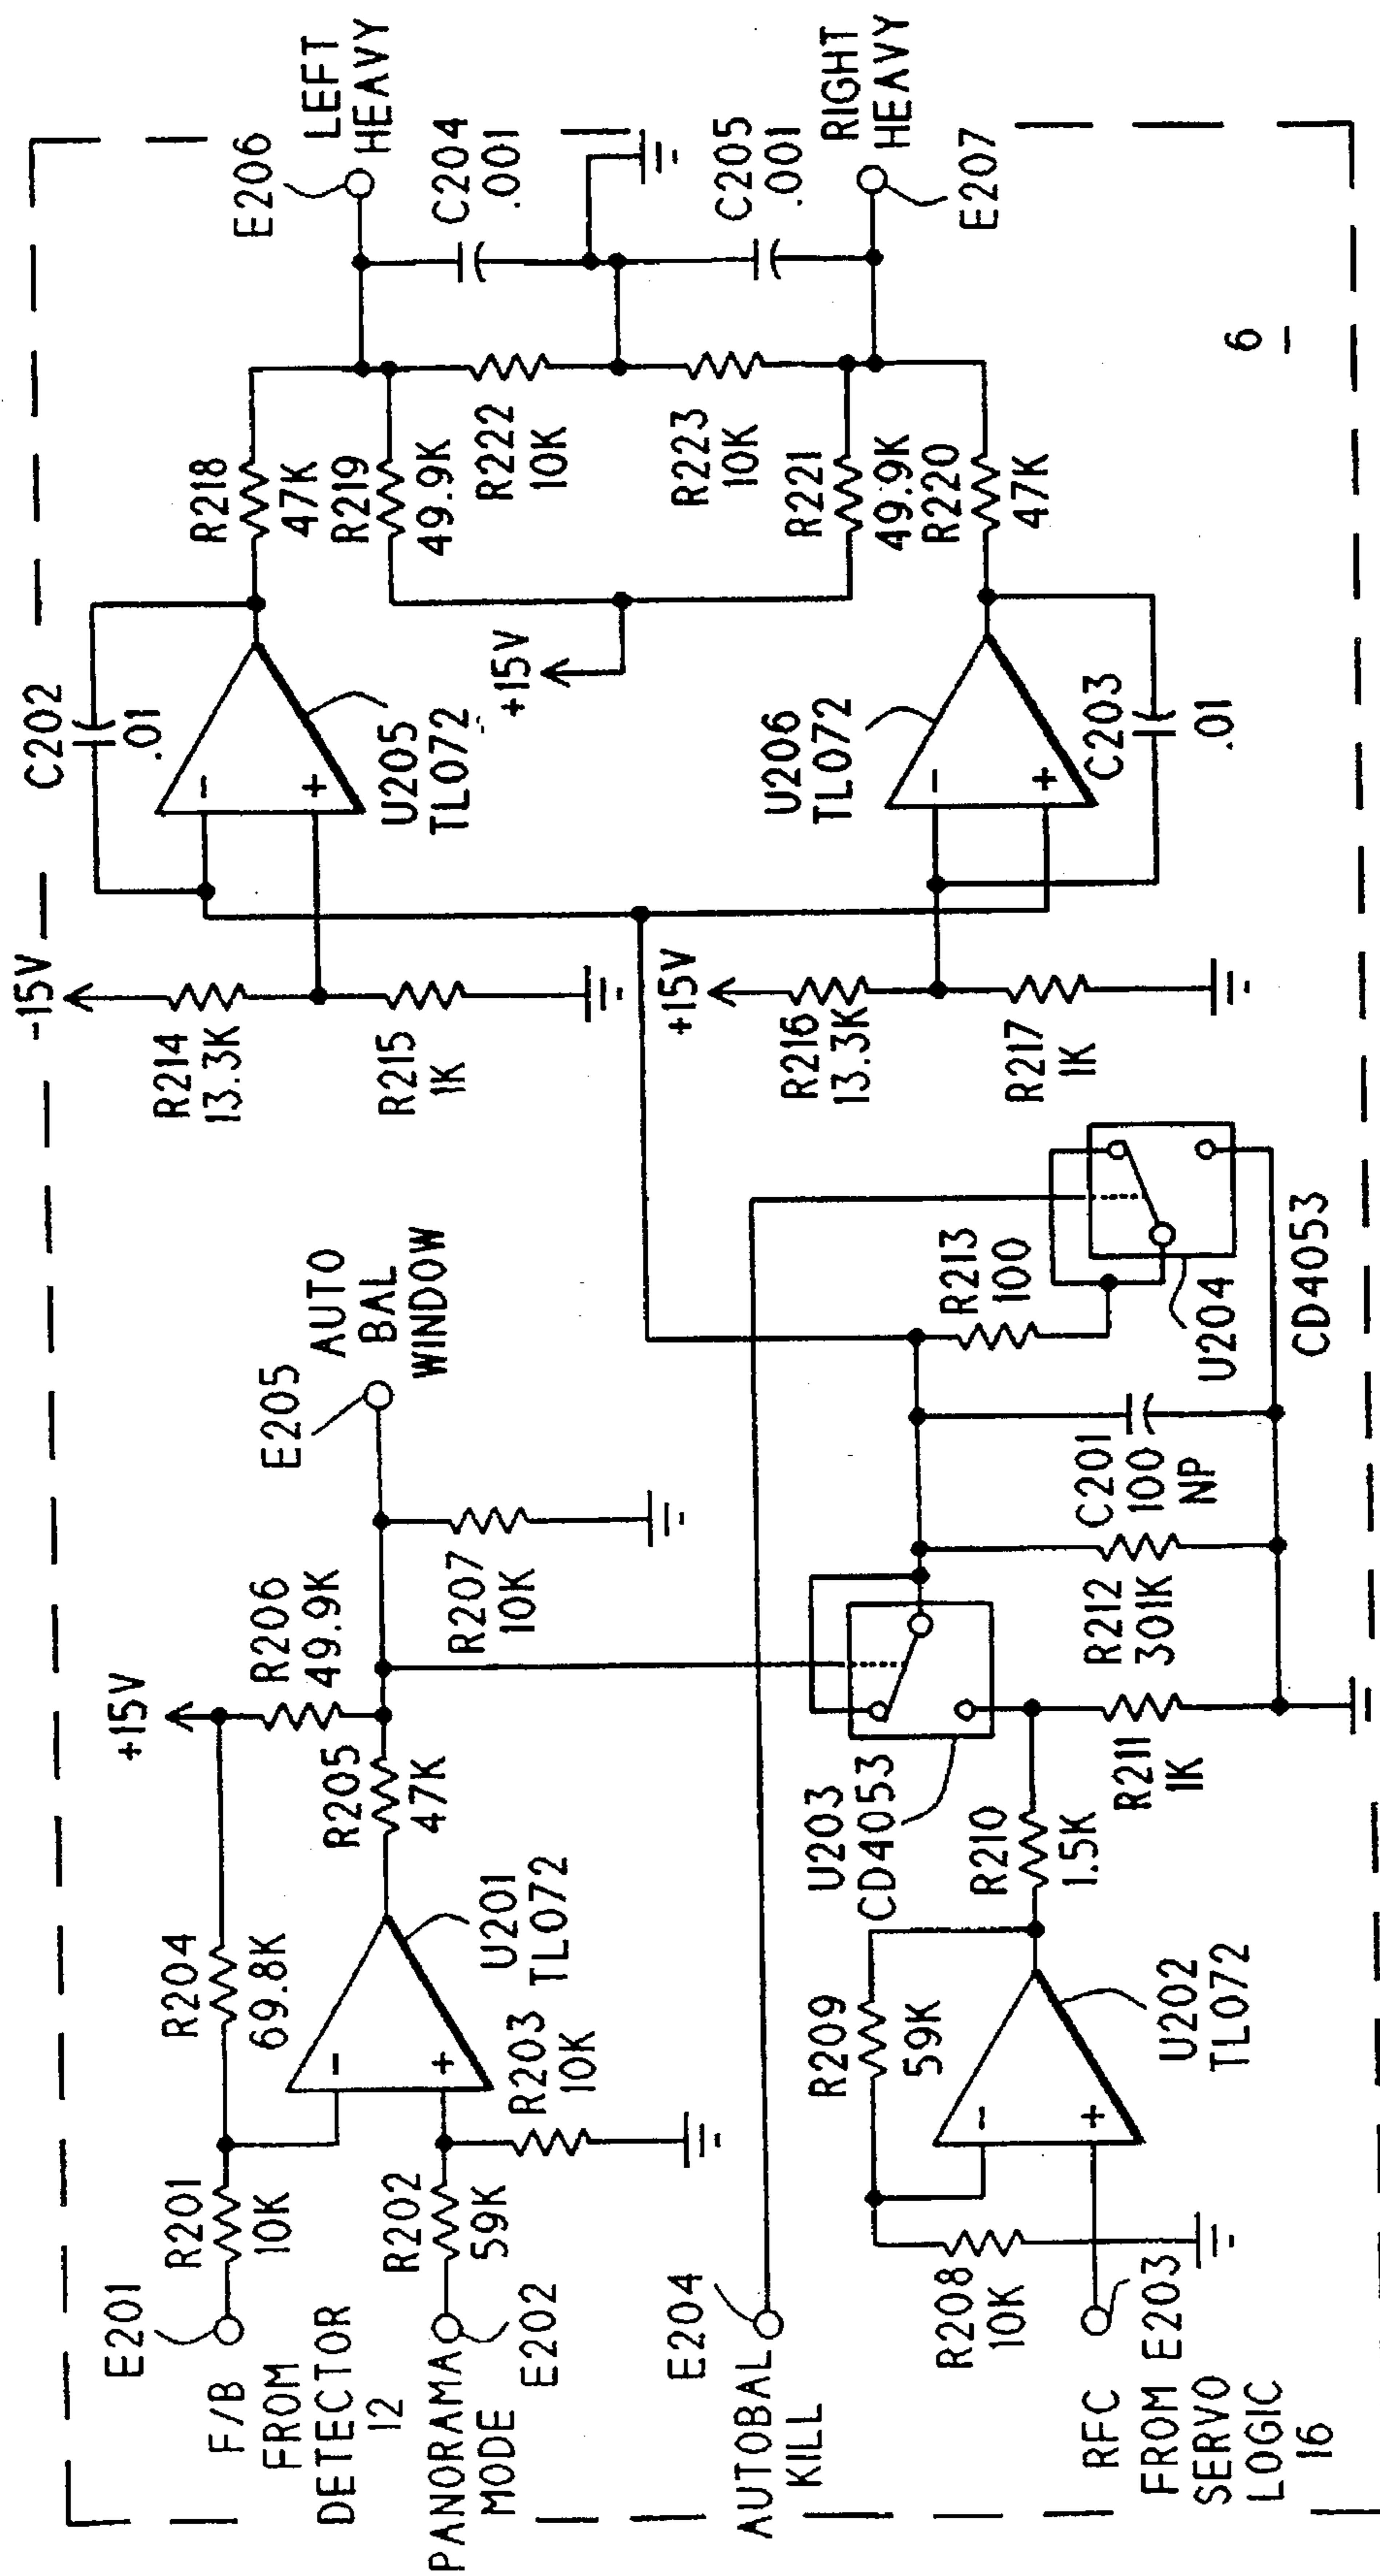 E201
F/B
FROM
DETECTOR
12
R201
10K
R204
69.8K
+15V
R206
49.9K
R205
47K
U201
TL072
-
+
R202
59K
R203
10K
PANORAMA
MODE
E202
R207
10K
E205
AUTO
BAL
WINDOW
E204
AUTOBAL
KILL
RFC
FROM
SERVO
LOGIC
16
E203
R208
10K
R209
59K
-
+
U202
TL072
R210
1.5K
R211
1K
U203
CD4053
R212
301K
C201
100
NP
R213
100
U204
CD4053
-15V
R214
13.3K
R215
1K
+15V
R216
13.3K
R217
1K
C202
.01
-
+
U205
TL072
U206
TL072
-
+
C203
.01
+15V
R218
47K
R219
49.9K
R222
10K
R223
10K
R221
49.9K
R220
47K
E206
LEFT
HEAVY
C204
.001
C205
.001
RIGHT
HEAVY
E207
6